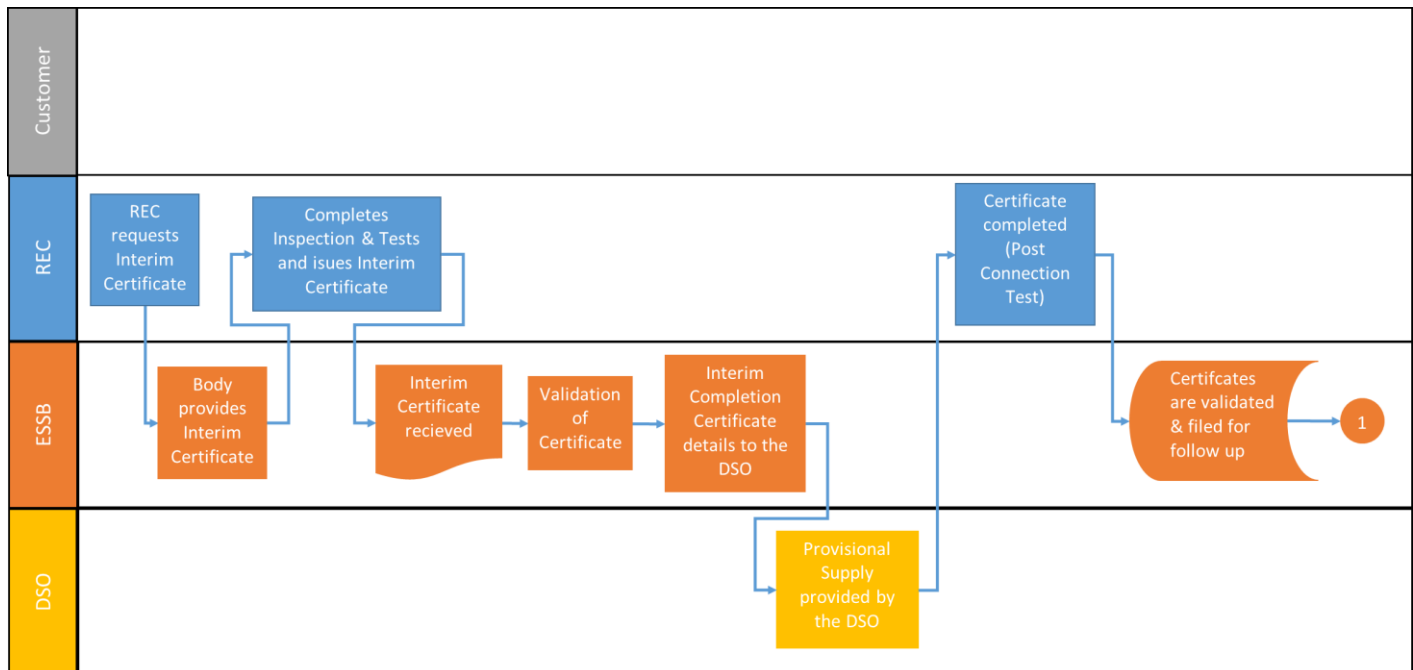 Customer
REC
REC
requests
Interim
Certificate
Completes
Inspection & Tests
and isues Interim
Certificate
Certificate
completed
(Post
Connection
Test)
ESSB
Body
provides
Interim
Certificate
Interim
Certificate
recieved
Validation
of
Certificate
Interim
Completion
Certificate
details to the
DSO
Certifcates
are validated
& filed for
follow up
1
DSO
Provisional
Supply
provided by
the DSO